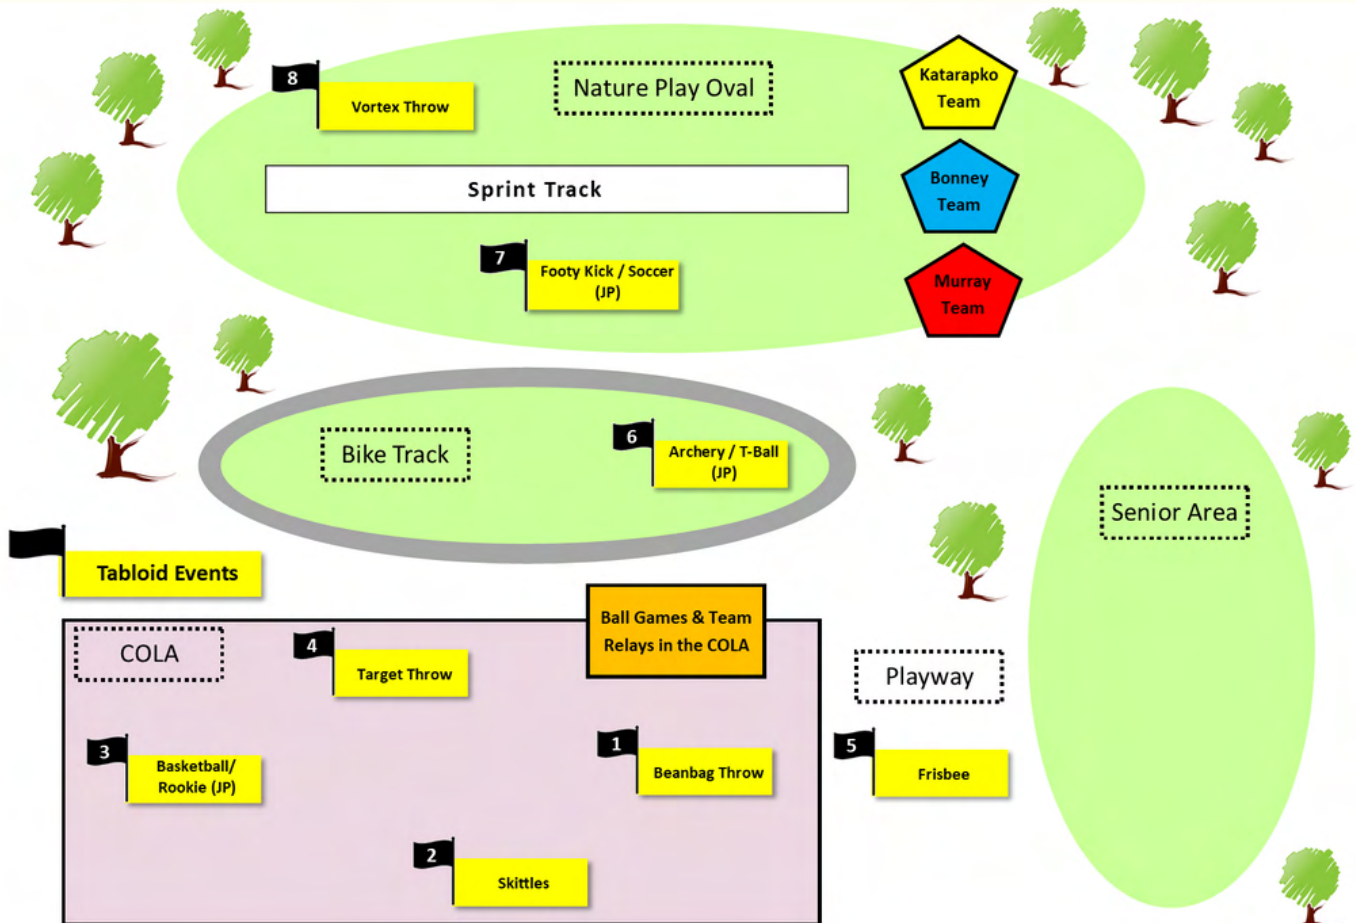 8
Vortex Throw
Nature Play Oval
Katarapko
Team
Sprint Track
Bonney
Team
7
Footy Kick / Soccer
(JP)
Murray
Team
Bike Track
6
Archery / T-Ball
(JP)
Senior Area
Tabloid Events
Ball Games & Team
Relays in the COLA
COLA
4
Target Throw
Playway
3
Basketball/
Rookie (JP)
1
Beanbag Throw
5
Frisbee
2
Skittles